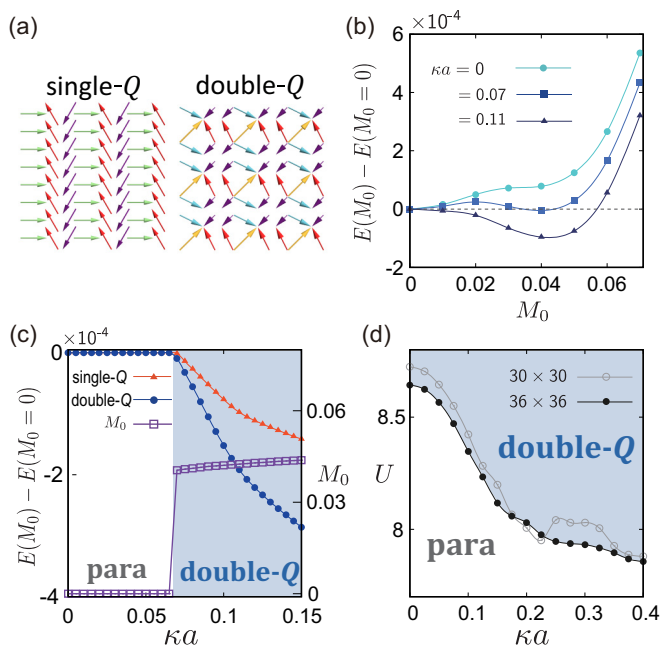 (a)
single-Q
double-Q
(b)
×10⁻⁴
E(M₀) − E(M₀ = 0)
6
4
2
0
-2
κa = 0
= 0.07
= 0.11
0
0.02
0.04
0.06
M₀
(c)
×10⁻⁴
E(M₀) − E(M₀ = 0)
0
-2
-4
single-Q
double-Q
M₀
para
double-Q
0.06
0.03
0
M₀
0
0.05
0.1
0.15
κa
(d)
U
8.5
8
30 × 30
36 × 36
double-Q
para
0
0.1
0.2
0.3
0.4
κa